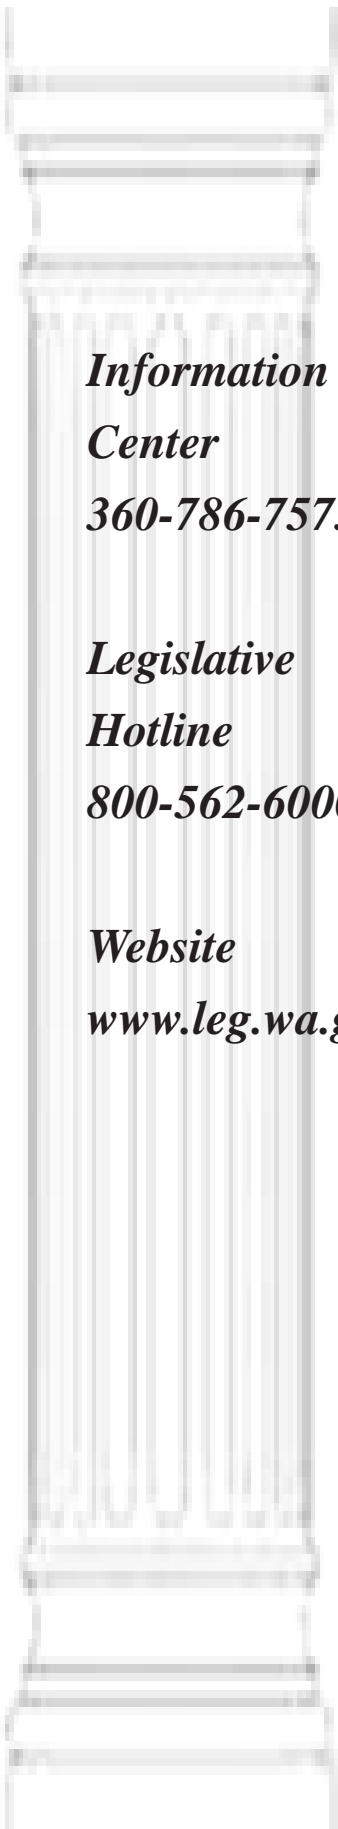 Information
Center
360-786-757
Legislative
Hotline
800-562-600
Website
www.leg.wa.g